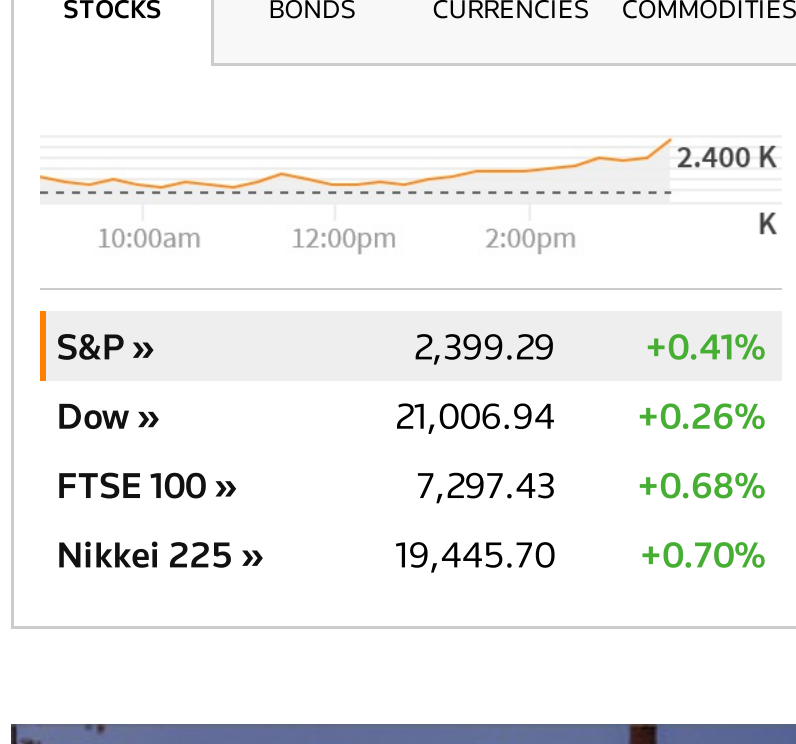 STOCKS BONDS CURRENCIES COMMODITIES
2.400 K
K
10:00am 12:00pm 2:00pm
S&P » 2,399.29 +0.41%
Dow » 21,006.94 +0.26%
FTSE 100 » 7,297.43 +0.68%
Nikkei 225 » 19,445.70 +0.70%